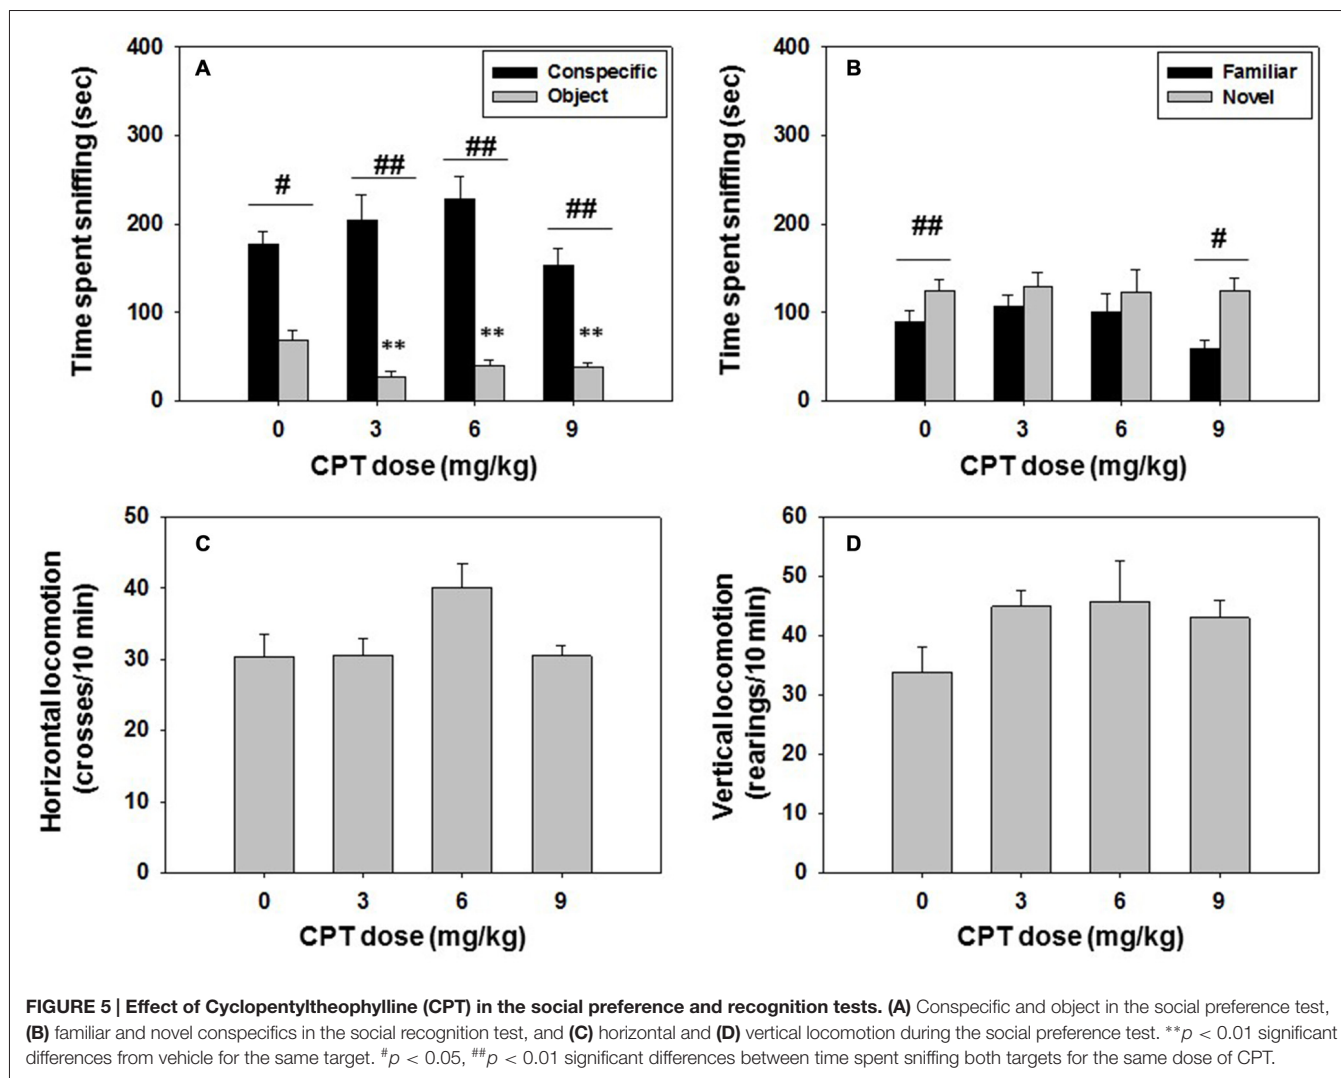 A
Conspecific
Object
Time spent sniffing (sec)
400
300
200
100
0
#
##
##
##
**
**
**
0 3 6 9
CPT dose (mg/kg)
B
Familiar
Novel
Time spent sniffing (sec)
400
300
200
100
0
##
#
0 3 6 9
CPT dose (mg/kg)
C
Horizontal locomotion
(crosses/10 min)
50
40
30
20
10
0
0 3 6 9
CPT dose (mg/kg)
D
Vertical locomotion
(rearings/10 min)
60
50
40
30
20
10
0
0 3 6 9
CPT dose (mg/kg)
FIGURE 5 | Effect of Cyclopentyltheophylline (CPT) in the social preference and recognition tests. (A) Conspecific and object in the social preference test,
(B) familiar and novel conspecifics in the social recognition test, and (C) horizontal and (D) vertical locomotion during the social preference test. **p < 0.01 significant
differences from vehicle for the same target. #p < 0.05, ##p < 0.01 significant differences between time spent sniffing both targets for the same dose of CPT.